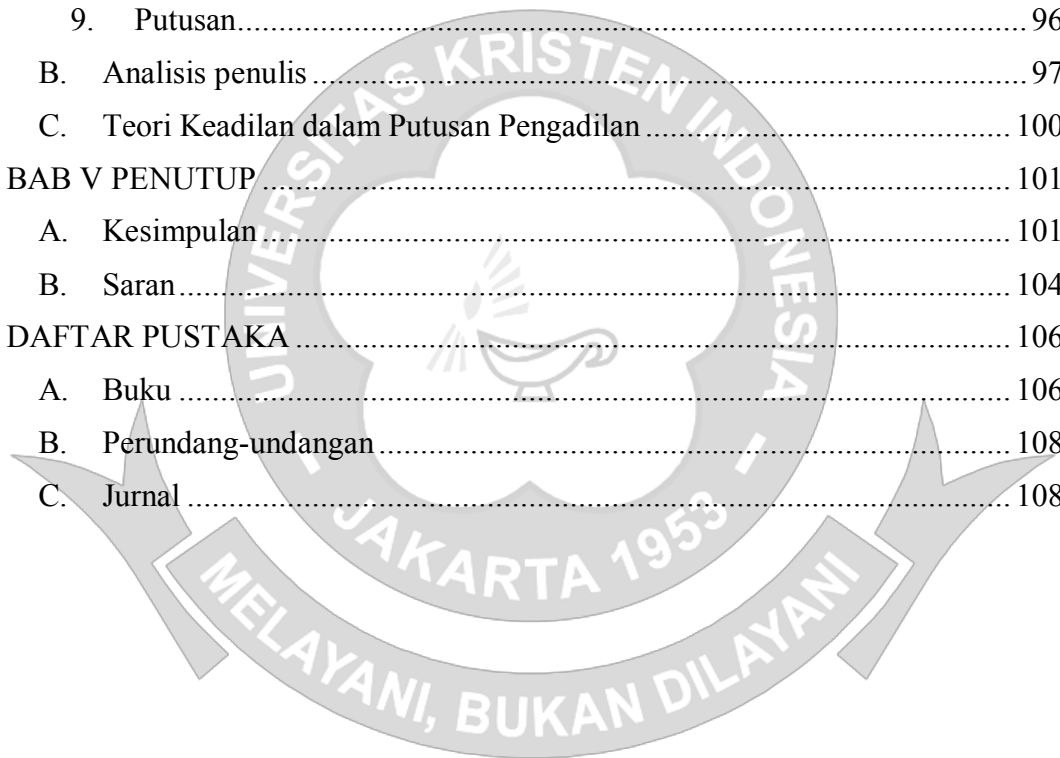 9. Putusan........................................................................................ 96
B. Analisis penulis................................................................................ 97
C. Teori Keadilan dalam Putusan Pengadilan......................................... 100
BAB V PENUTUP.................................................................................... 101
A. Kesimpulan...................................................................................... 101
B. Saran............................................................................................... 104
DAFTAR PUSTAKA................................................................................ 106
A. Buku................................................................................................ 106
B. Perundang-undangan........................................................................ 108
C. Jurnal.............................................................................................. 108
UNIVERSITAS KRISTEN INDONESIA
- JAKARTA 1953 -
MELAYANI, BUKAN DILAYANI